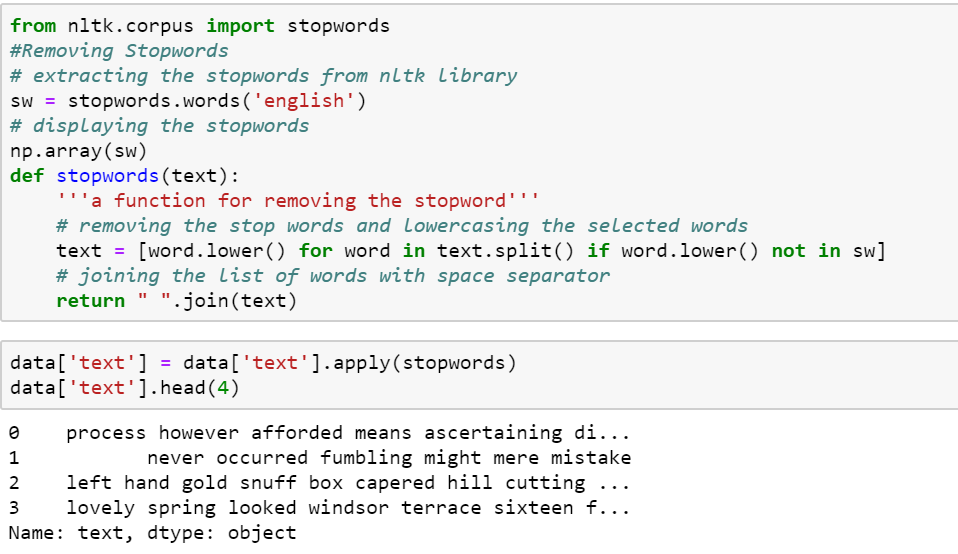 from nltk.corpus import stopwords
#Removing Stopwords
# extracting the stopwords from nltk library
sw = stopwords.words('english')
# displaying the stopwords
np.array(sw)
def stopwords(text):
    '''a function for removing the stopword'''
    # removing the stop words and lowercasing the selected words
    text = [word.lower() for word in text.split() if word.lower() not in sw]
    # joining the list of words with space separator
    return " ".join(text)
data['text'] = data['text'].apply(stopwords)
data['text'].head(4)
0    process however afforded means ascertaining di...
1           never occurred fumbling might mere mistake
2    left hand gold snuff box capered hill cutting ...
3    lovely spring looked windsor terrace sixteen f...
Name: text, dtype: object